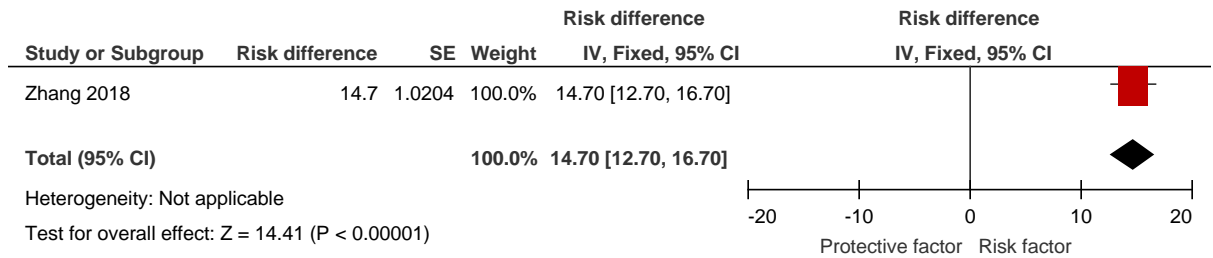 Risk difference Risk difference
Study or Subgroup Risk difference SE Weight IV, Fixed, 95% CI IV, Fixed, 95% CI
Zhang 2018 14.7 1.0204 100.0% 14.70 [12.70, 16.70]
Total (95% CI) 100.0% 14.70 [12.70, 16.70]
Heterogeneity: Not applicable
Test for overall effect: Z = 14.41 (P < 0.00001)
-20 -10 0 10 20
Protective factor Risk factor